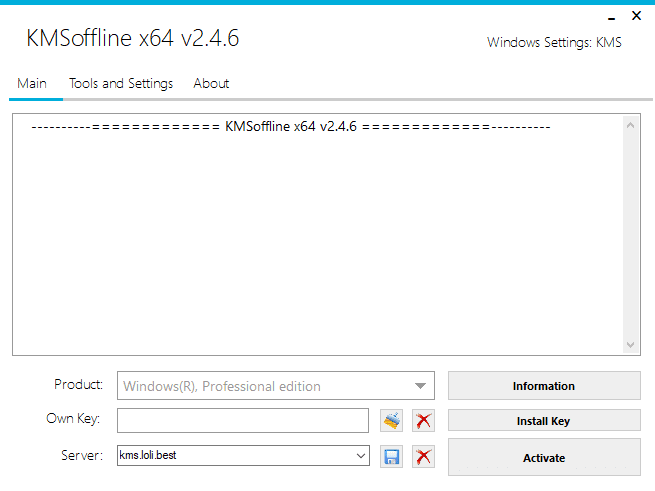 KMSoffline x64 v2.4.6
Windows Settings: KMS
Main Tools and Settings About
----------============= KMSoffline x64 v2.4.6 =============----------
Product: Windows(R), Professional edition Information
Own Key: Install Key
Server: kms.loli.best Activate